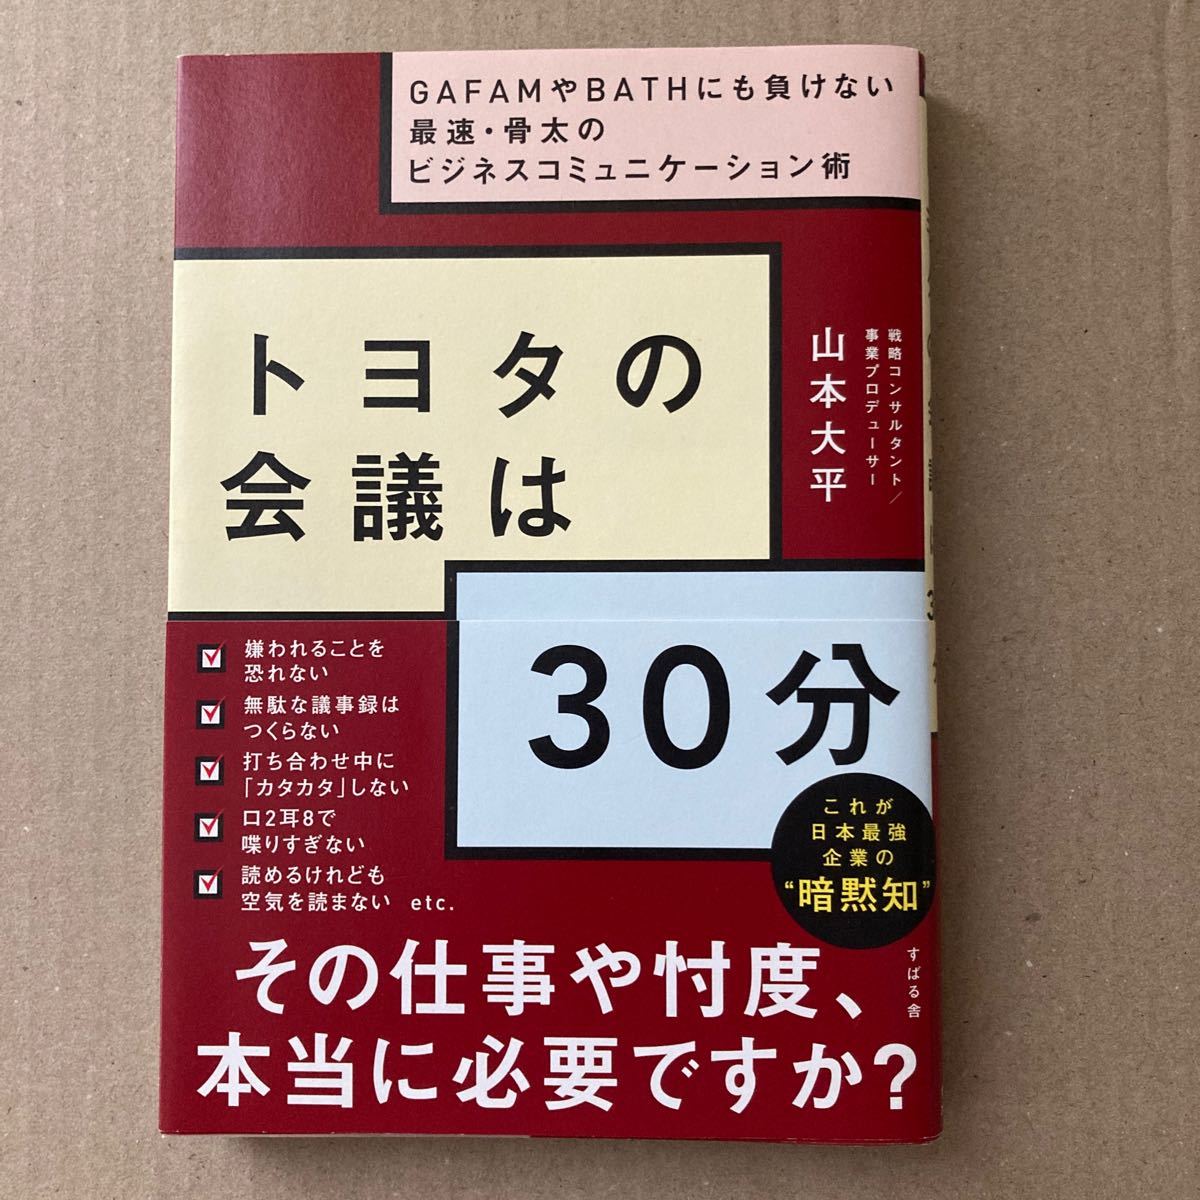 GAFAMやBATHにも負けない
最速・骨太の
ビジネスコミュニケーション術
トヨタの
会議は
30分
戦略コンサルタント／
事業プロデューサー
山本大平
嫌われることを
恐れない
無駄な議事録は
つくらない
打ち合わせ中に
「カタカタ」しない
口2耳8で
喋りすぎない
読めるけれども
空気を読まない etc.
これが
日本最強
企業の
“暗黙知”
すばる舎
その仕事や忖度、
本当に必要ですか?